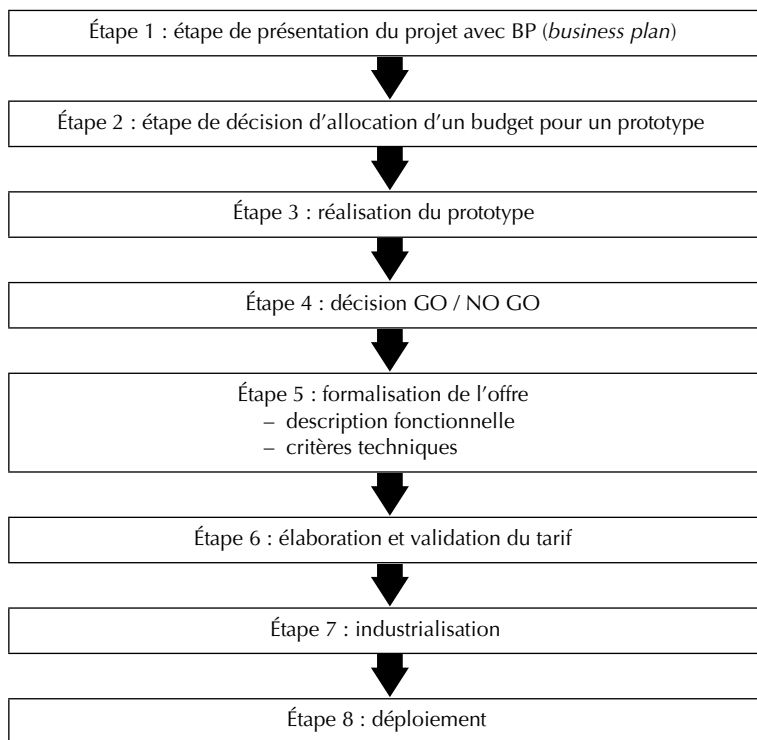 Étape 1 : étape de présentation du projet avec BP (business plan)
Étape 2 : étape de décision d’allocation d’un budget pour un prototype
Étape 3 : réalisation du prototype
Étape 4 : décision GO / NO GO
Étape 5 : formalisation de l’offre
– description fonctionnelle
– critères techniques
Étape 6 : élaboration et validation du tarif
Étape 7 : industrialisation
Étape 8 : déploiement